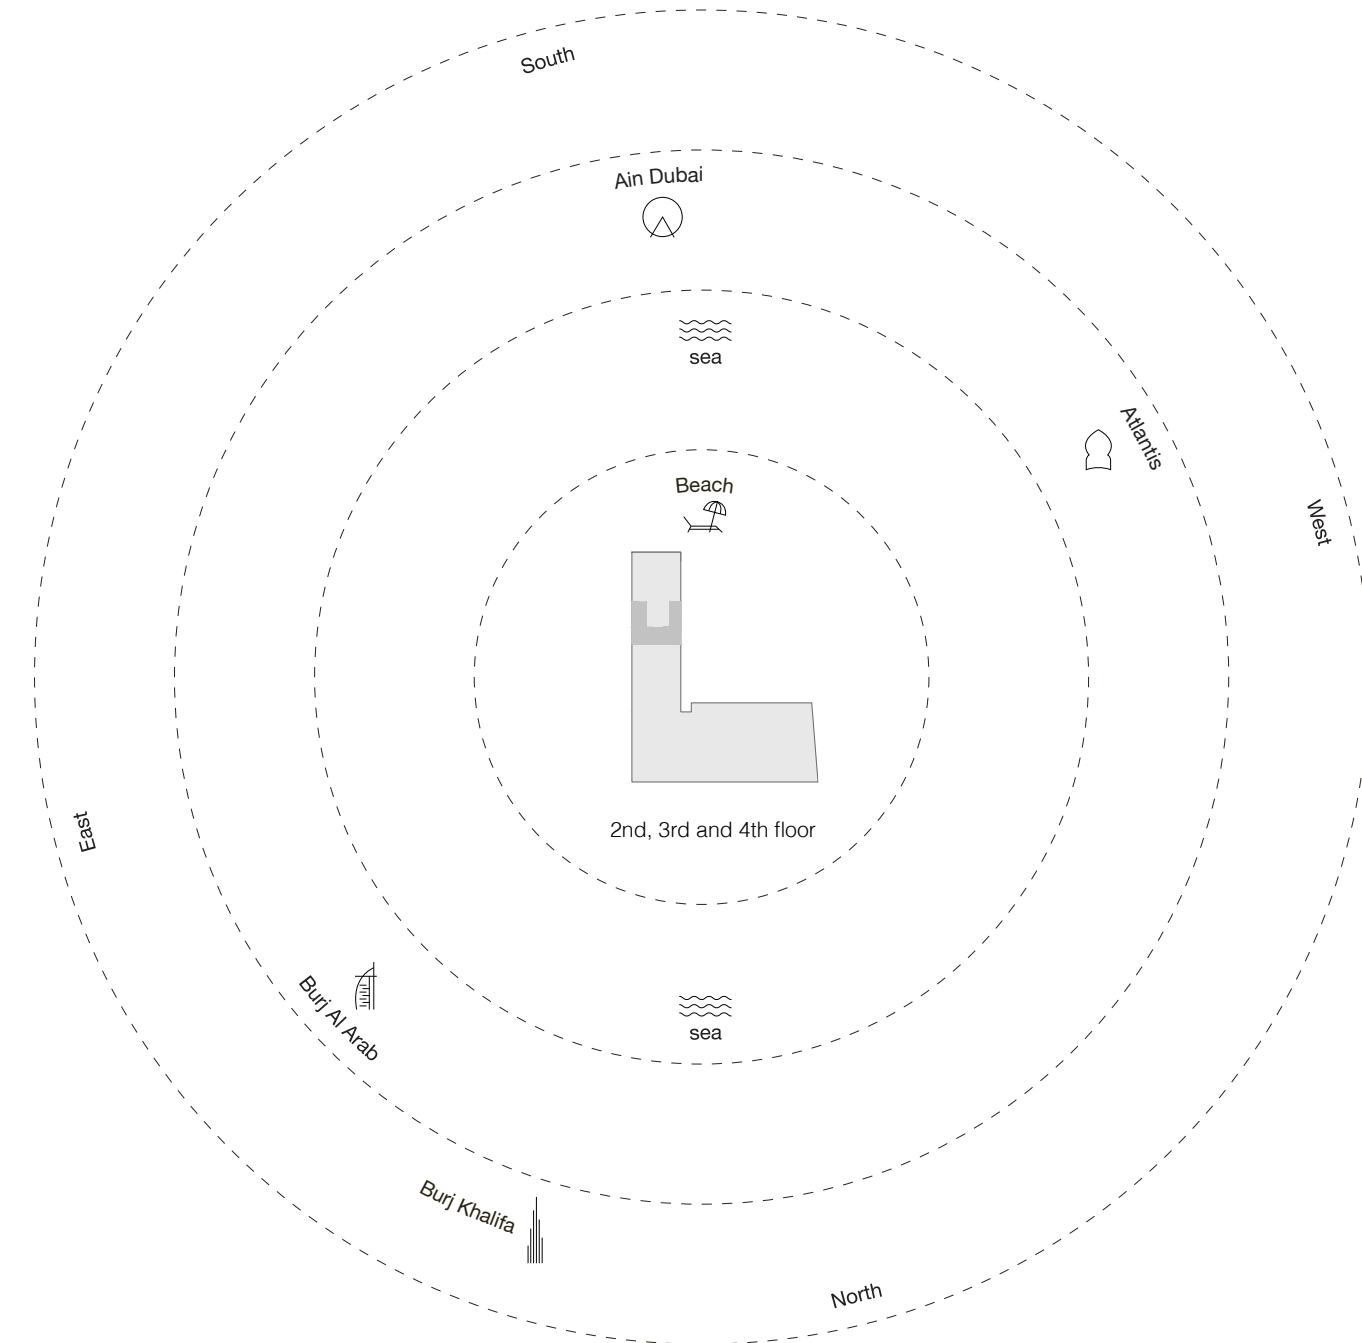 South
Ain Dubai
sea
Atlantis
Beach
West
East
2nd, 3rd and 4th floor
Burj Al Arab
sea
Burj Khalifa
North